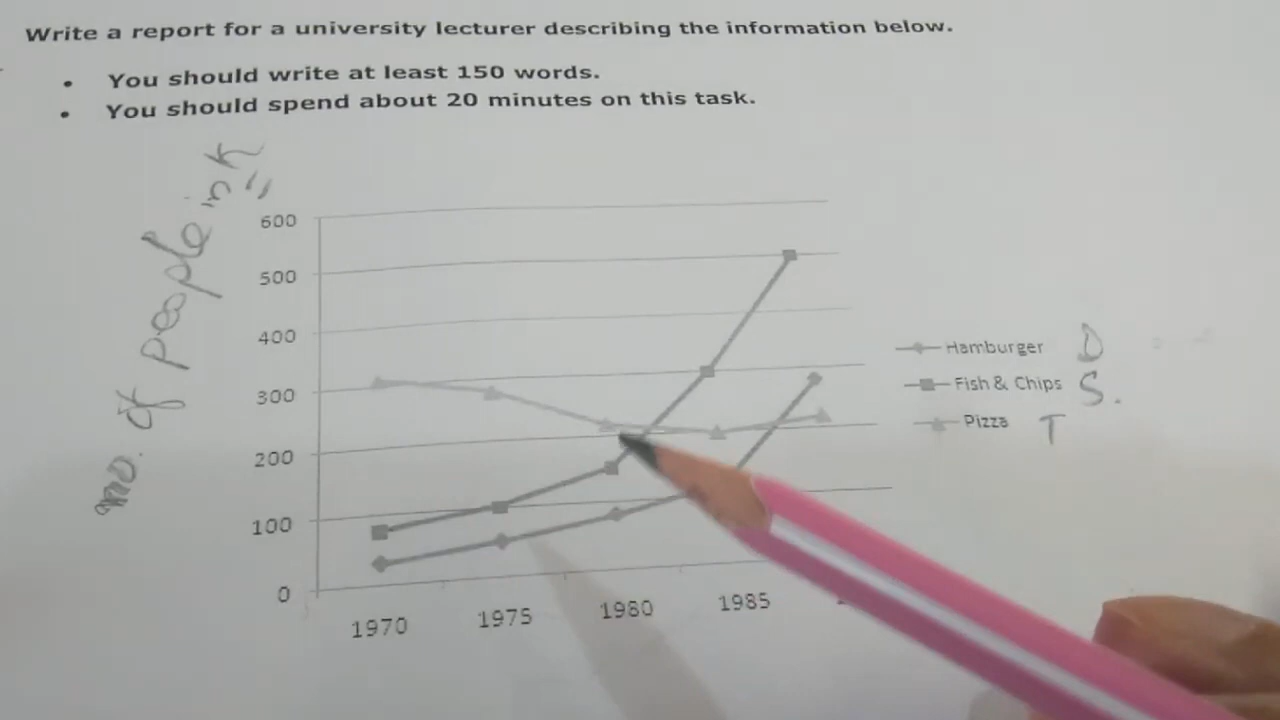 Write a report for a university lecturer describing the information below.
• You should write at least 150 words.
• You should spend about 20 minutes on this task.
no. of people in K
600
500
400
300
200
100
0
1970 1975 1980 1985
Hamburger D
Fish & Chips S.
Pizza T